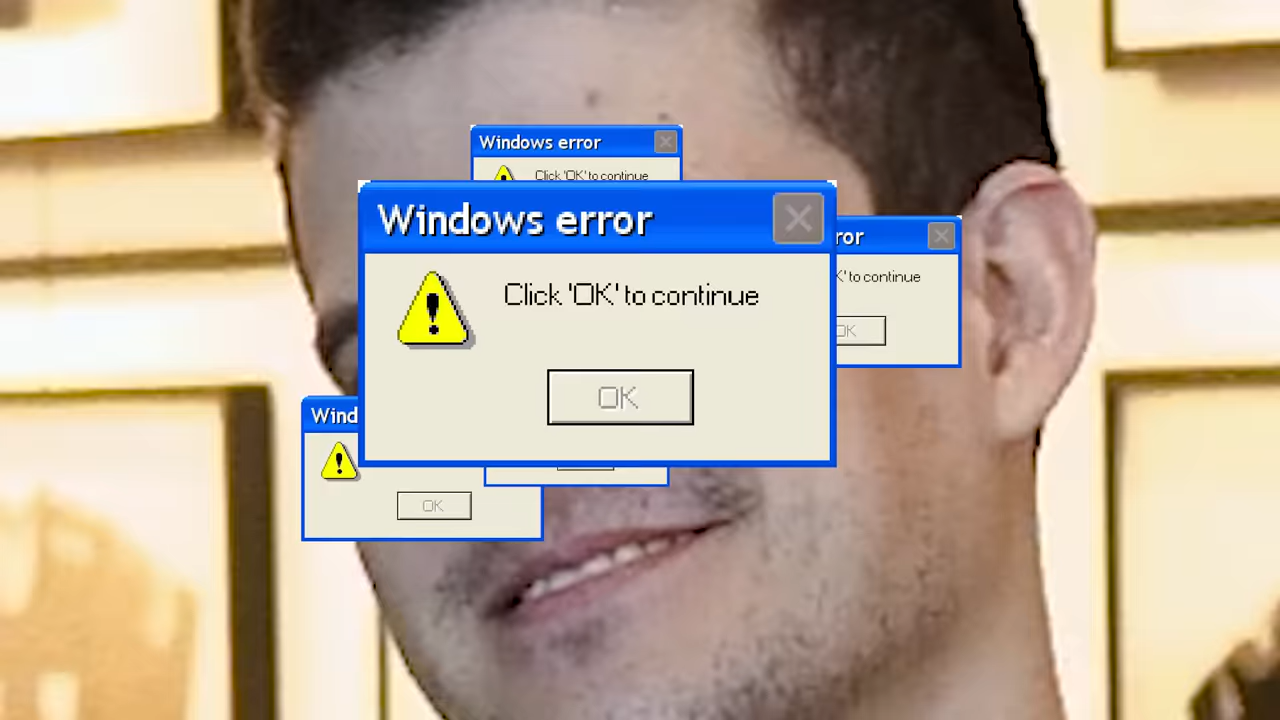 Windows error
Click 'OK' to continue
Windows error
Click 'OK' to continue
OK
ror
K' to continue
OK
Wind
OK